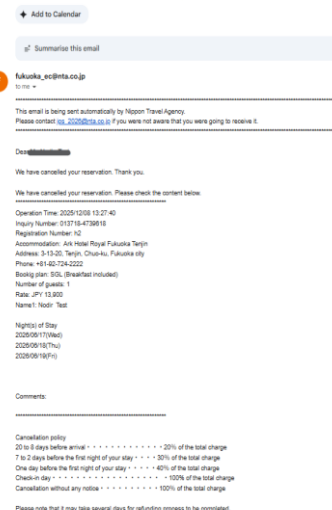 Add to Calendar
Summarise this email
fukuoka_ec@nta.co.jp
to me
This email is being sent automatically by Nippon Travel Agency.
Please contact jps_2026@nta.co.jp if you were not aware that you were going to receive it.
Dear
We have cancelled your reservation. Thank you.
We have cancelled your reservation. Please check the content below.
Operation Time: 2025/12/08 13:27:40
Inquiry Number: 013718-4739618
Registration Number: h2
Accommodation: Ark Hotel Royal Fukuoka Tenjin
Address: 3-13-20, Tenjin, Chuo-ku, Fukuoka city
Phone: +81-92-724-2222
Bookig plan: SGL (Breakfast included)
Number of guests: 1
Rate: JPY 13,900
Name1: Nodir Test
Night(s) of Stay
2026/06/17(Wed)
2026/06/18(Thu)
2026/06/19(Fri)
Comments:
Cancellation policy
20 to 8 days before arrival・・・・・・・・・・・・20% of the total charge
7 to 2 days before the first night of your stay・・・・30% of the total charge
One day before the first night of your stay・・・・40% of the total charge
Check-in day・・・・・・・・・・・・・・・・・100% of the total charge
Cancellation without any notice・・・・・・・・・100% of the total charge
Please note that it may take several days for refunding process to be completed.